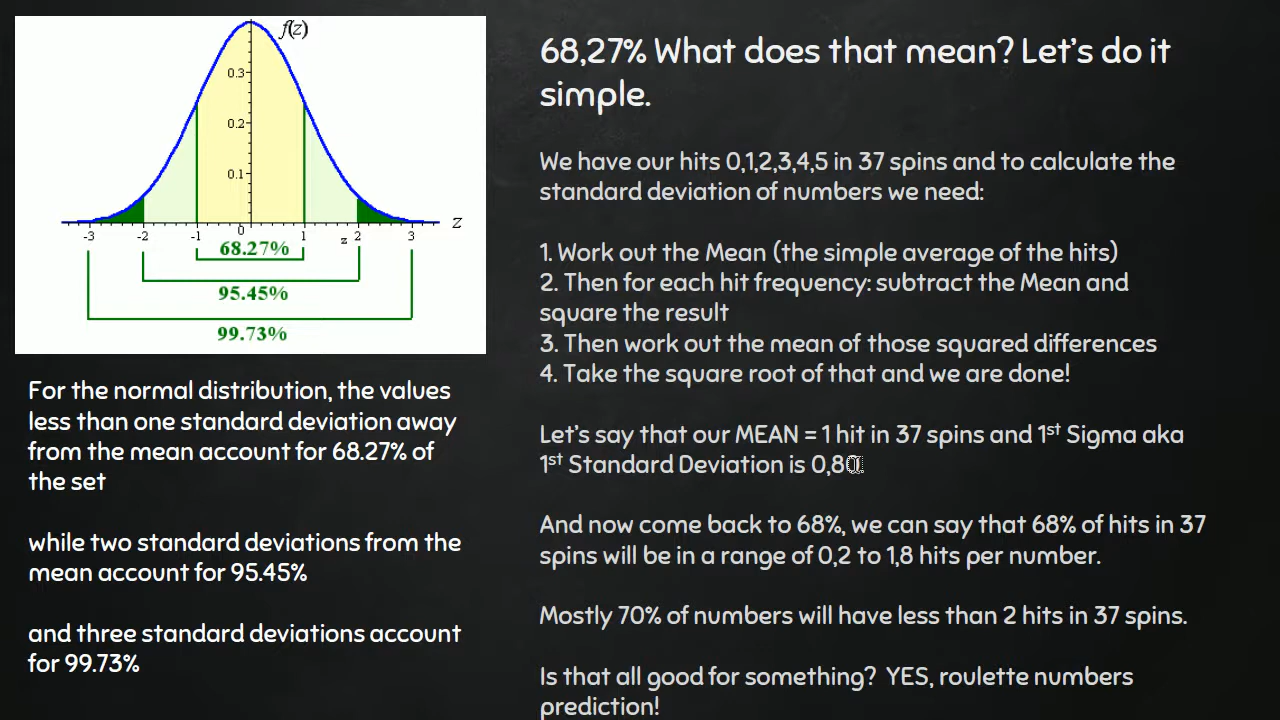 f(z)
0.3
0.2
0.1
-3 -2 -1 0 1 z 2 3 Z
68.27%
95.45%
99.73%
For the normal distribution, the values
less than one standard deviation away
from the mean account for 68.27% of
the set
while two standard deviations from the
mean account for 95.45%
and three standard deviations account
for 99.73%
68,27% What does that mean? Let's do it
simple.
We have our hits 0,1,2,3,4,5 in 37 spins and to calculate the
standard deviation of numbers we need:
1. Work out the Mean (the simple average of the hits)
2. Then for each hit frequency: subtract the Mean and
square the result
3. Then work out the mean of those squared differences
4. Take the square root of that and we are done!
Let's say that our MEAN = 1 hit in 37 spins and 1st Sigma aka
1st Standard Deviation is 0,80.
And now come back to 68%, we can say that 68% of hits in 37
spins will be in a range of 0,2 to 1,8 hits per number.
Mostly 70% of numbers will have less than 2 hits in 37 spins.
Is that all good for something? YES, roulette numbers
prediction!